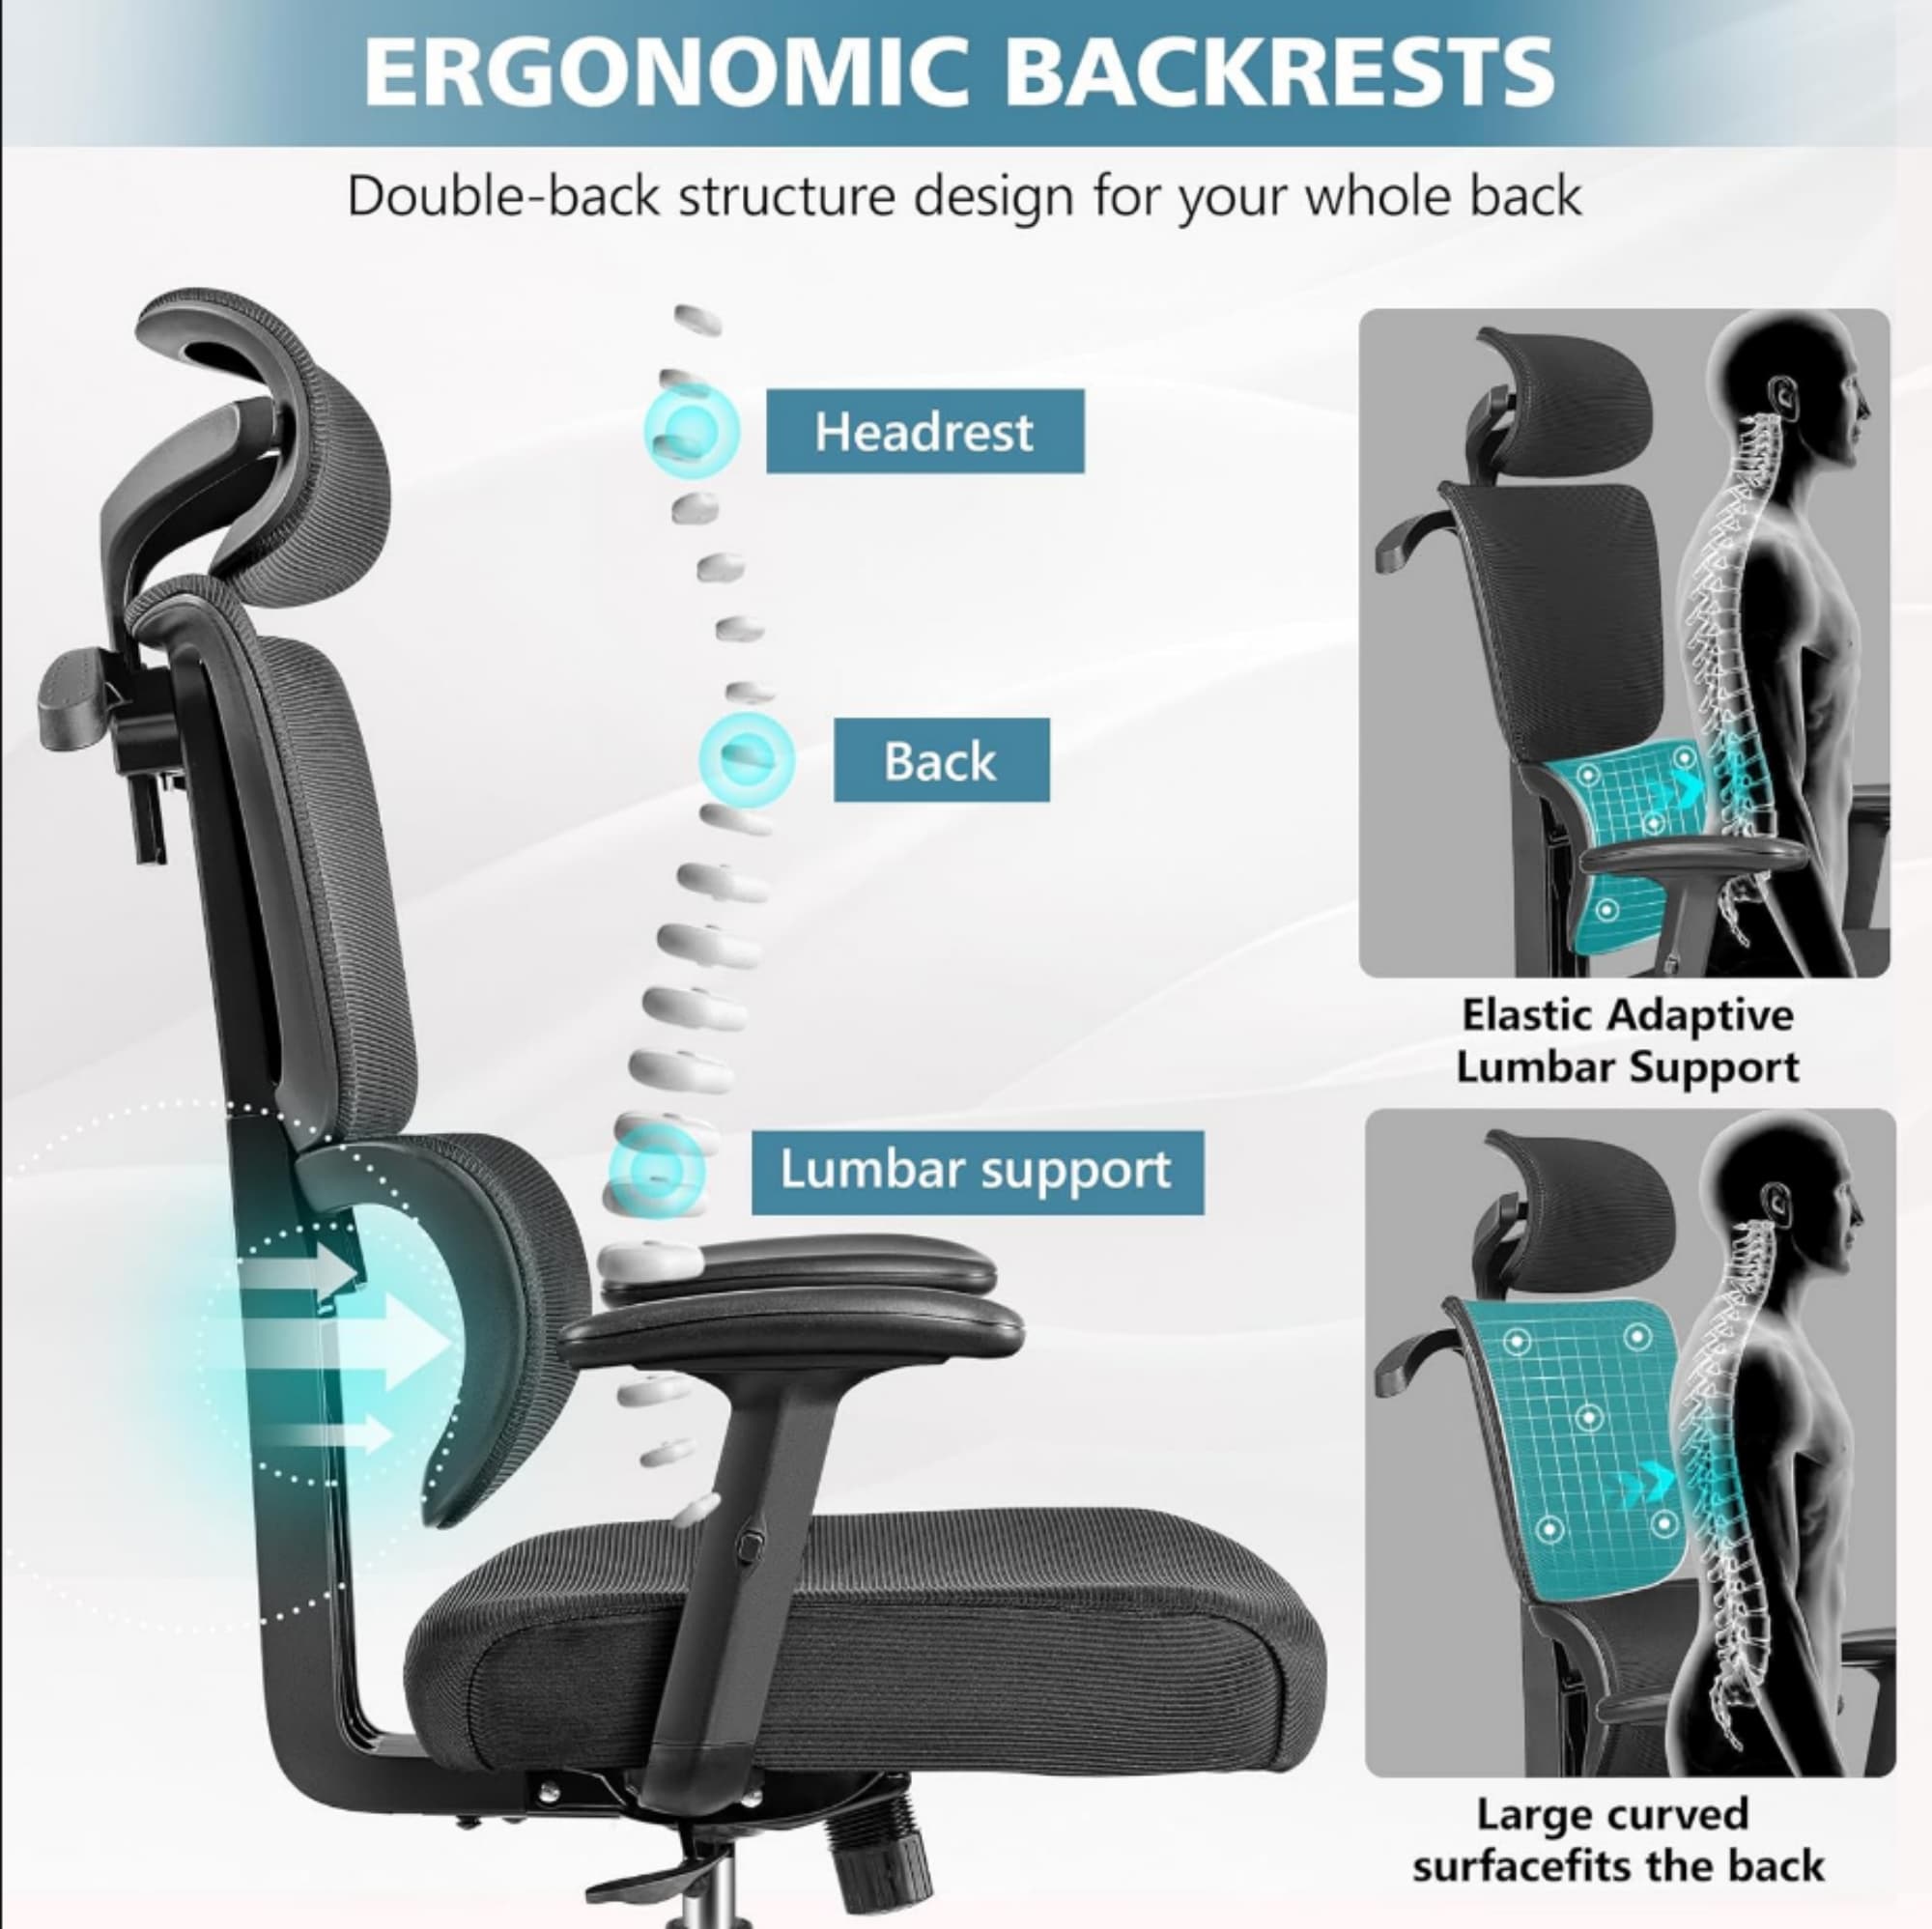 ERGONOMIC BACKRESTS
Double-back structure design for your whole back
Headrest
Back
Lumbar support
Elastic Adaptive
Lumbar Support
Large curved
surfacefits the back